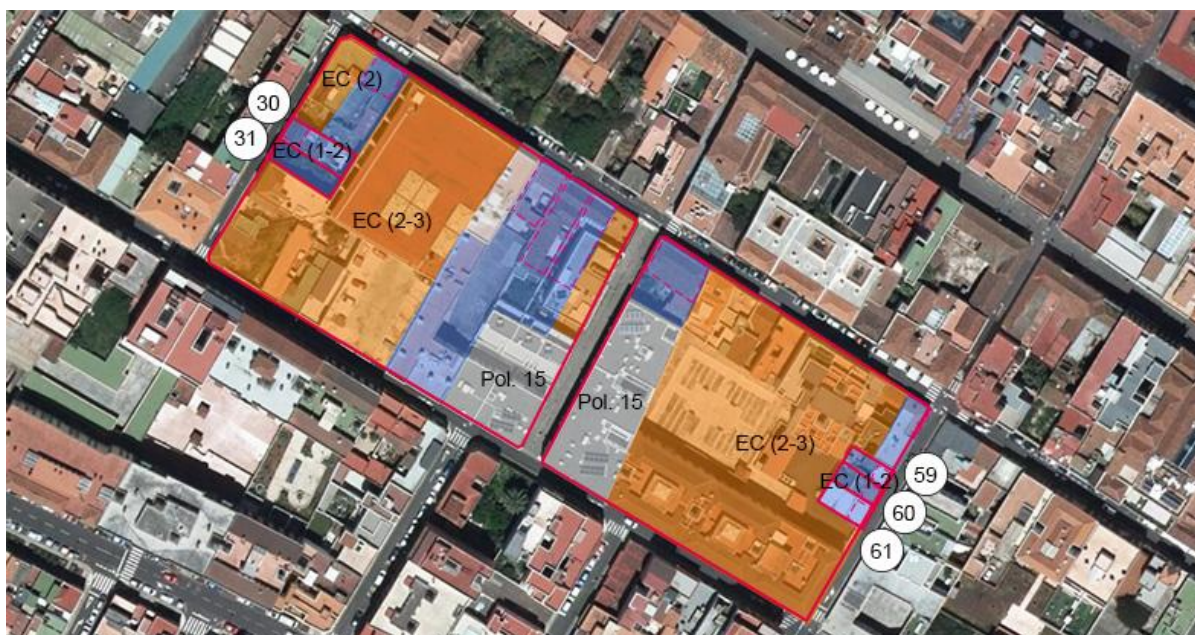 EC (2)
30
31
EC (1-2)
EC (2-3)
Pol. 15
Pol. 15
EC (2-3)
EC (1-2)
59
60
61